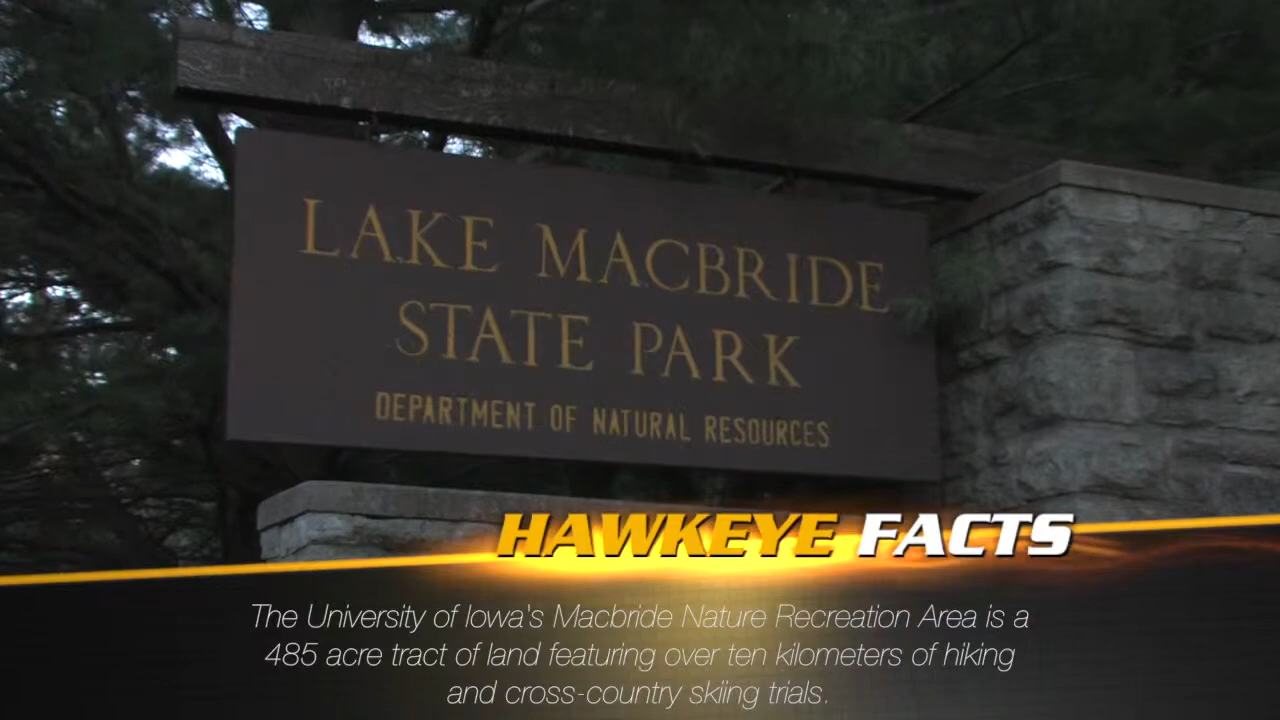 LAKE MACBRIDE
STATE PARK
DEPARTMENT OF NATURAL RESOURCES
HAWKEYE FACTS
The University of Iowa's Macbride Nature Recreation Area is a
485 acre tract of land featuring over ten kilometers of hiking
and cross-country skiing trials.